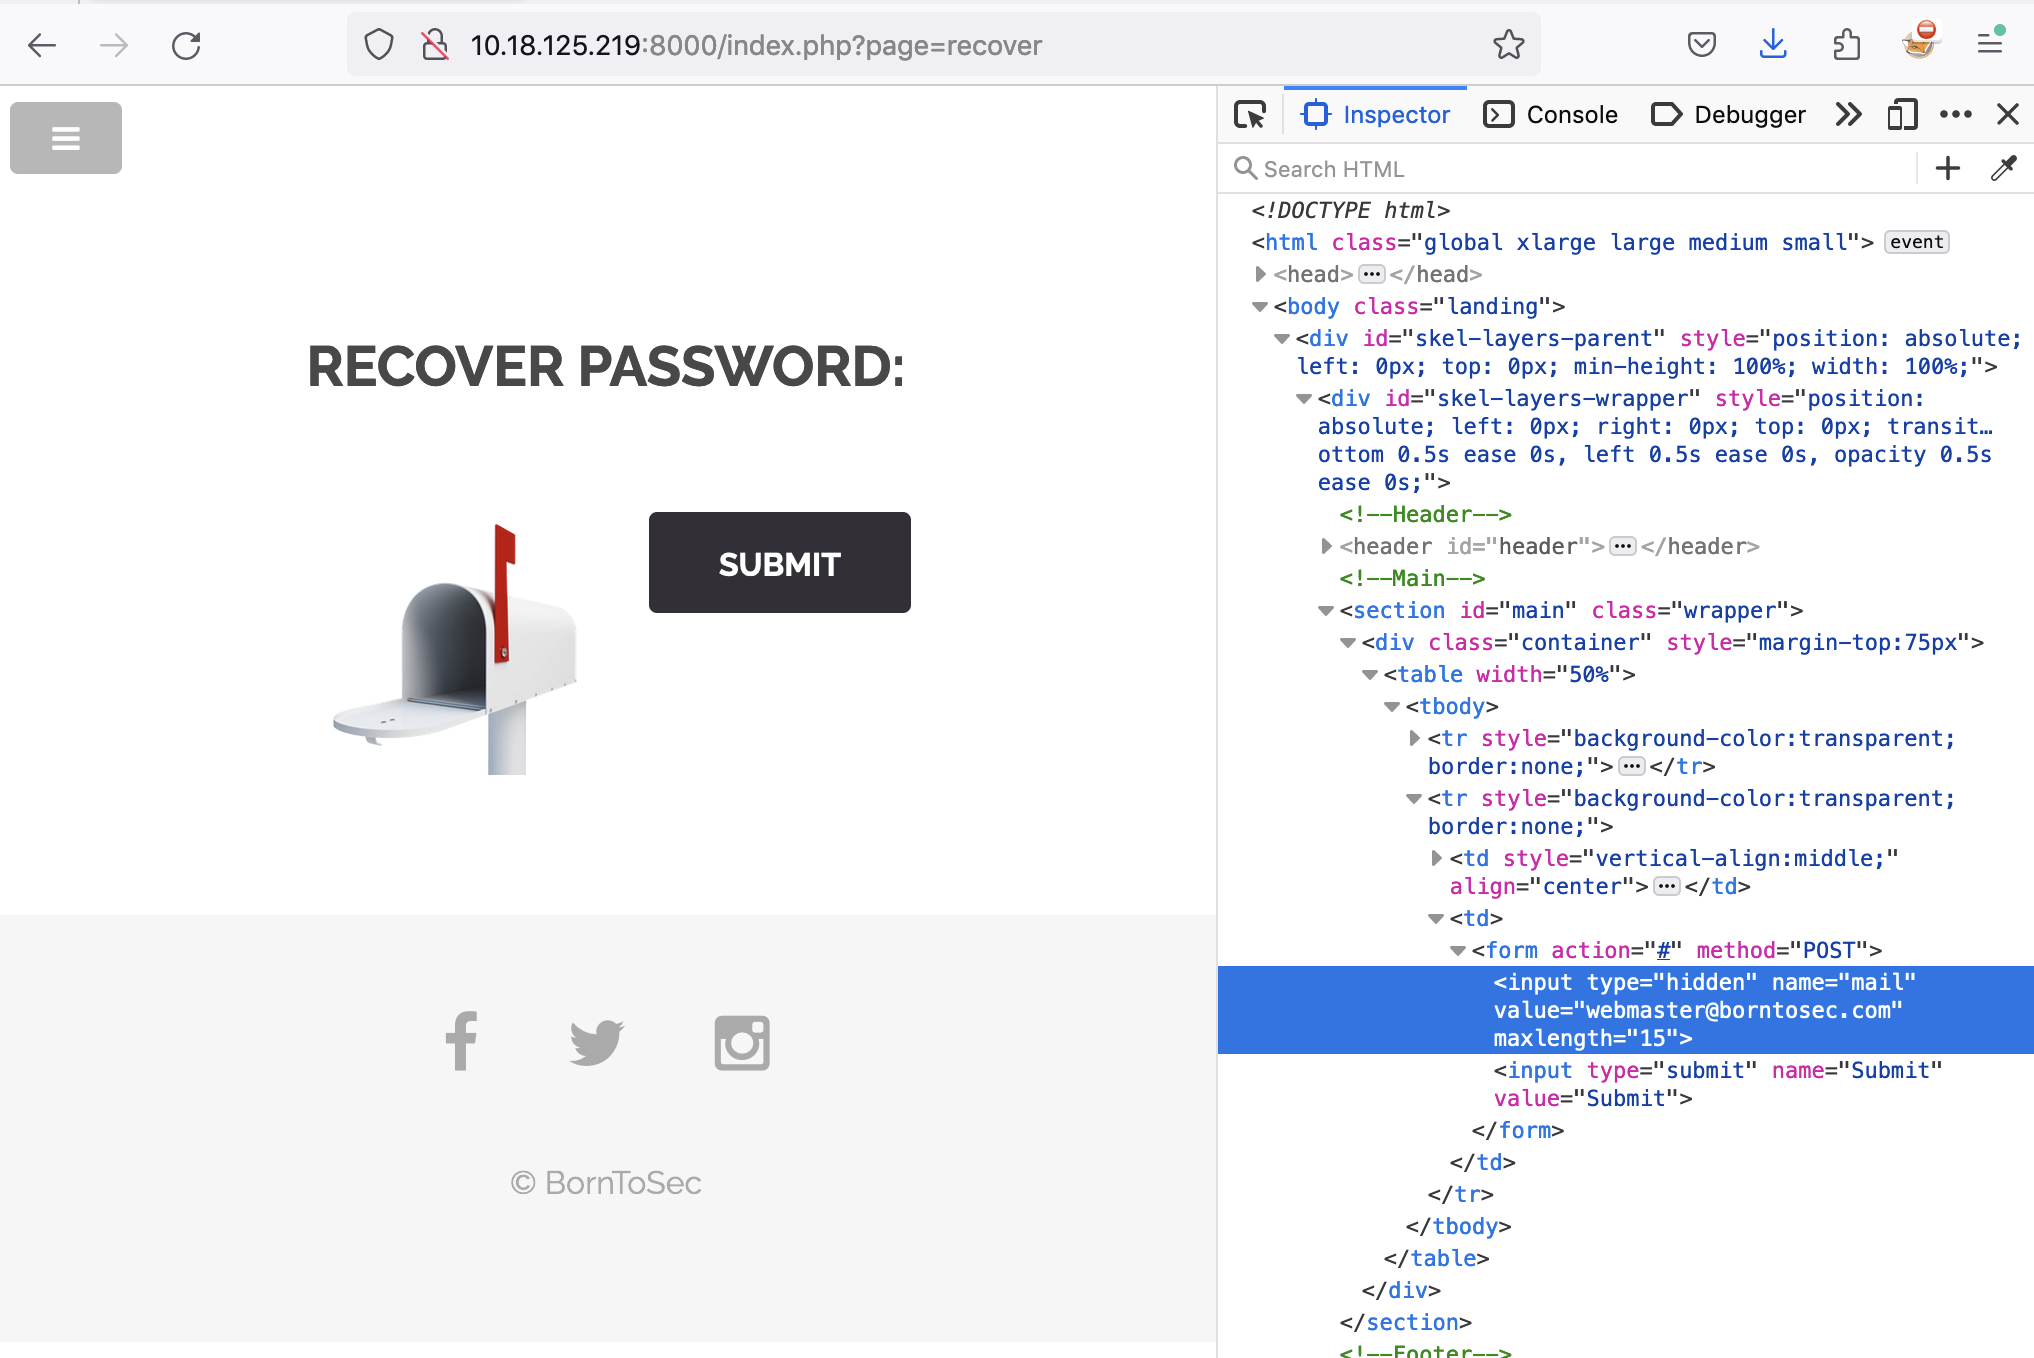 10.18.125.219:8000/index.php?page=recover
RECOVER PASSWORD:
SUBMIT
© BornToSec
Inspector
Console
Debugger
Search HTML
<!DOCTYPE html>
<html class="global xlarge large medium small"> event
<head> ••• </head>
<body class="landing">
<div id="skel-layers-parent" style="position: absolute;
left: 0px; top: 0px; min-height: 100%; width: 100%;">
<div id="skel-layers-wrapper" style="position:
absolute; left: 0px; right: 0px; top: 0px; transit…
ottom 0.5s ease 0s, left 0.5s ease 0s, opacity 0.5s
ease 0s;">
<!--Header-->
<header id="header"> ••• </header>
<!--Main-->
<section id="main" class="wrapper">
<div class="container" style="margin-top:75px">
<table width="50%">
<tbody>
<tr style="background-color:transparent;
border:none;"> ••• </tr>
<tr style="background-color:transparent;
border:none;">
<td style="vertical-align:middle;"
align="center"> ••• </td>
<td>
<form action="#" method="POST">
<input type="hidden" name="mail"
value="webmaster@borntosec.com"
maxlength="15">
<input type="submit" name="Submit"
value="Submit">
</form>
</td>
</tr>
</tbody>
</table>
</div>
</section>
<!--Footer-->